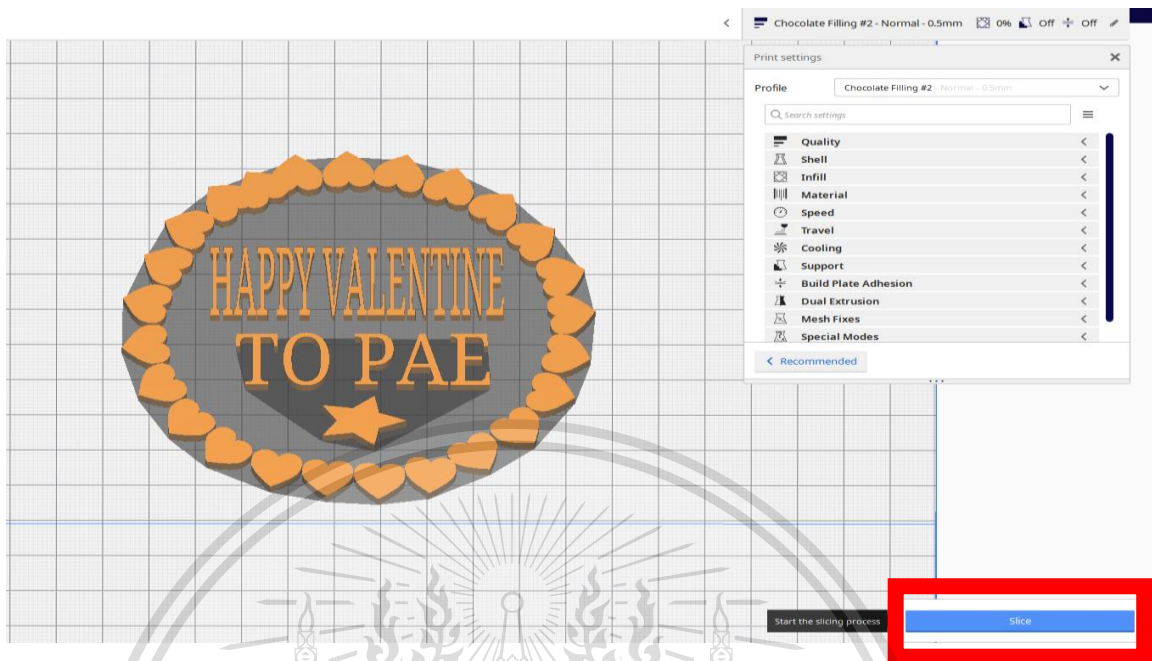 Chocolate Filling #2 - Normal - 0.5mm 0% Off Off
Print settings
Profile Chocolate Filling #2 - Normal - 0.5mm
Search settings
Quality
Shell
Infill
Material
Speed
Travel
Cooling
Support
Build Plate Adhesion
Dual Extrusion
Mesh Fixes
Special Modes
Recommended
HAPPY VALENTINE
TO PAE
Start the slicing process
Slice